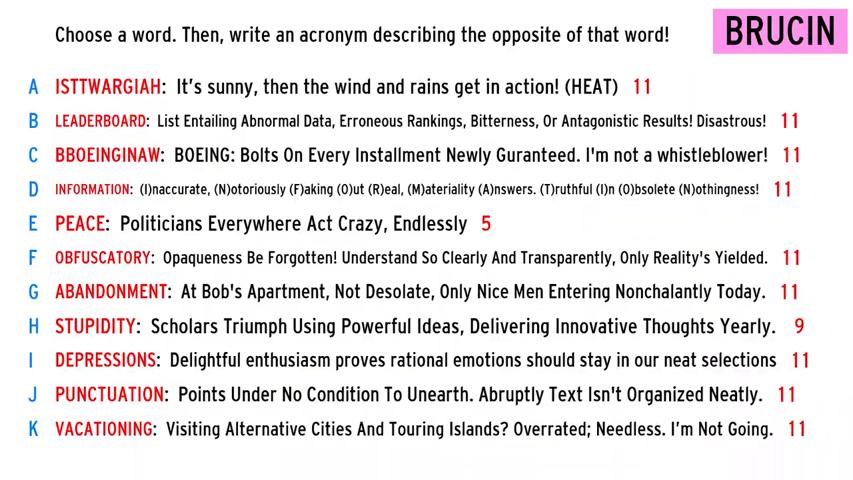 Choose a word. Then, write an acronym describing the opposite of that word!
BRUCIN
A ISTTWARGIAH: It's sunny, then the wind and rains get in action! (HEAT) 11
B LEADERBOARD: List Entailing Abnormal Data, Erroneous Rankings, Bitterness, Or Antagonistic Results! Disastrous! 11
C BBOEINGINAW: BOEING: Bolts On Every Installment Newly Guranteed. I'm not a whistleblower! 11
D INFORMATION: (I)naccurate, (N)otoriously (F)aking (O)ut (R)eal, (M)ateriality (A)nswers. (T)ruthful (I)n (O)bsolete (N)othingness! 11
E PEACE: Politicians Everywhere Act Crazy, Endlessly 5
F OBFUSCATORY: Opaqueness Be Forgotten! Understand So Clearly And Transparently, Only Reality's Yielded. 11
G ABANDONMENT: At Bob's Apartment, Not Desolate, Only Nice Men Entering Nonchalantly Today. 11
H STUPIDITY: Scholars Triumph Using Powerful Ideas, Delivering Innovative Thoughts Yearly. 9
I DEPRESSIONS: Delightful enthusiasm proves rational emotions should stay in our neat selections 11
J PUNCTUATION: Points Under No Condition To Unearth. Abruptly Text Isn't Organized Neatly. 11
K VACATIONING: Visiting Alternative Cities And Touring Islands? Overrated; Needless. I'm Not Going. 11